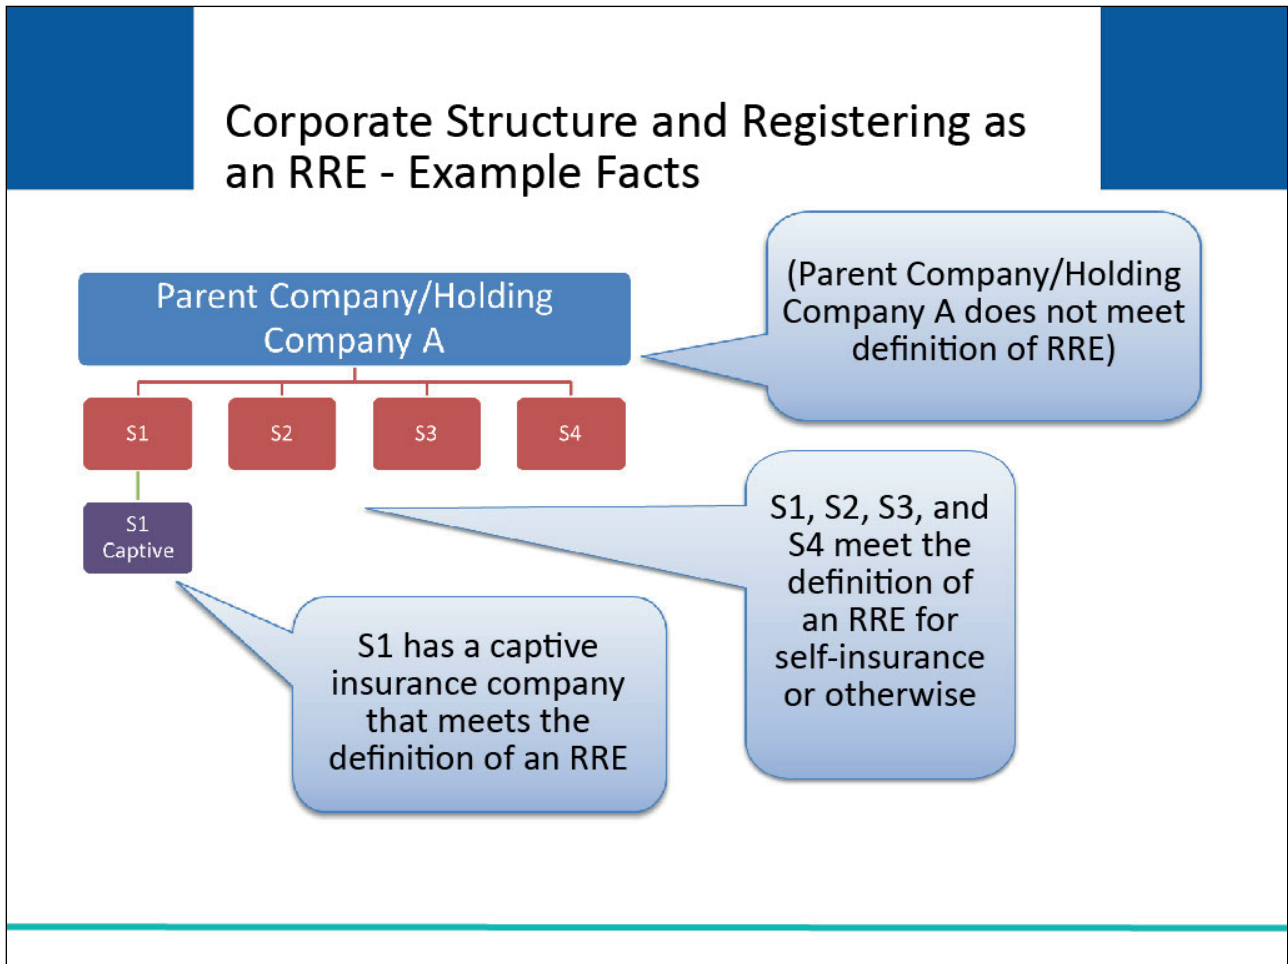 Corporate Structure and Registering as
an RRE - Example Facts
(Parent Company/Holding
Company A does not meet
definition of RRE)
Parent Company/Holding
Company A
S1
S2
S3
S4
S1
Captive
S1, S2, S3, and
S4 meet the
definition of
an RRE for
self-insurance
or otherwise
S1 has a captive
insurance company
that meets the
definition of an RRE